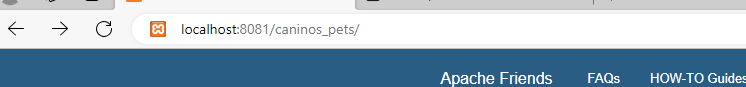 localhost:8081/caninos_pets/
Apache Friends FAQs HOW-TO Guides